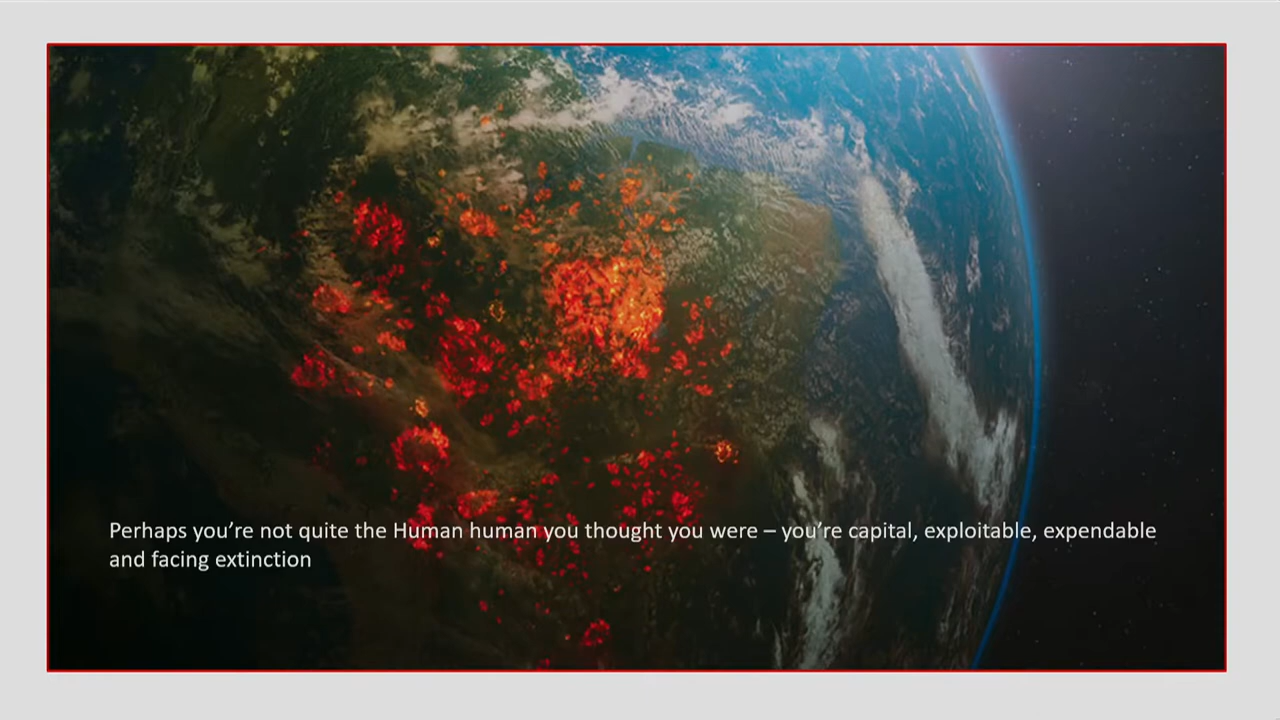 Perhaps you’re not quite the Human human you thought you were – you’re capital, exploitable, expendable
and facing extinction